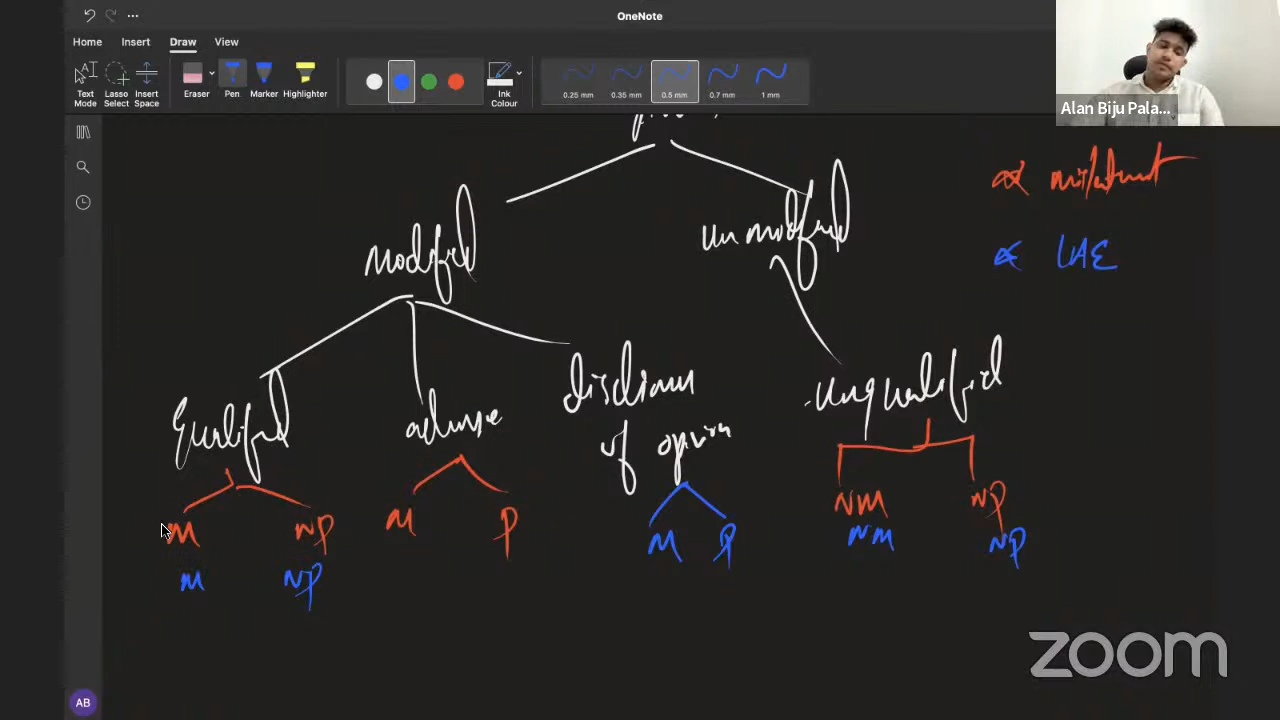 OneNote
Home Insert Draw View
Text Mode Lasso Select Insert Space Eraser Pen Marker Highlighter Ink Colour 0.25 mm 0.35 mm 0.5 mm 0.7 mm 1 mm
Alan Biju Pala...
modified
unmodified
LAE
Qualified
adverse
disclaimer
of opinion
unqualified
M NP M P M P NM NP
M NP NM NP
zoom
AB